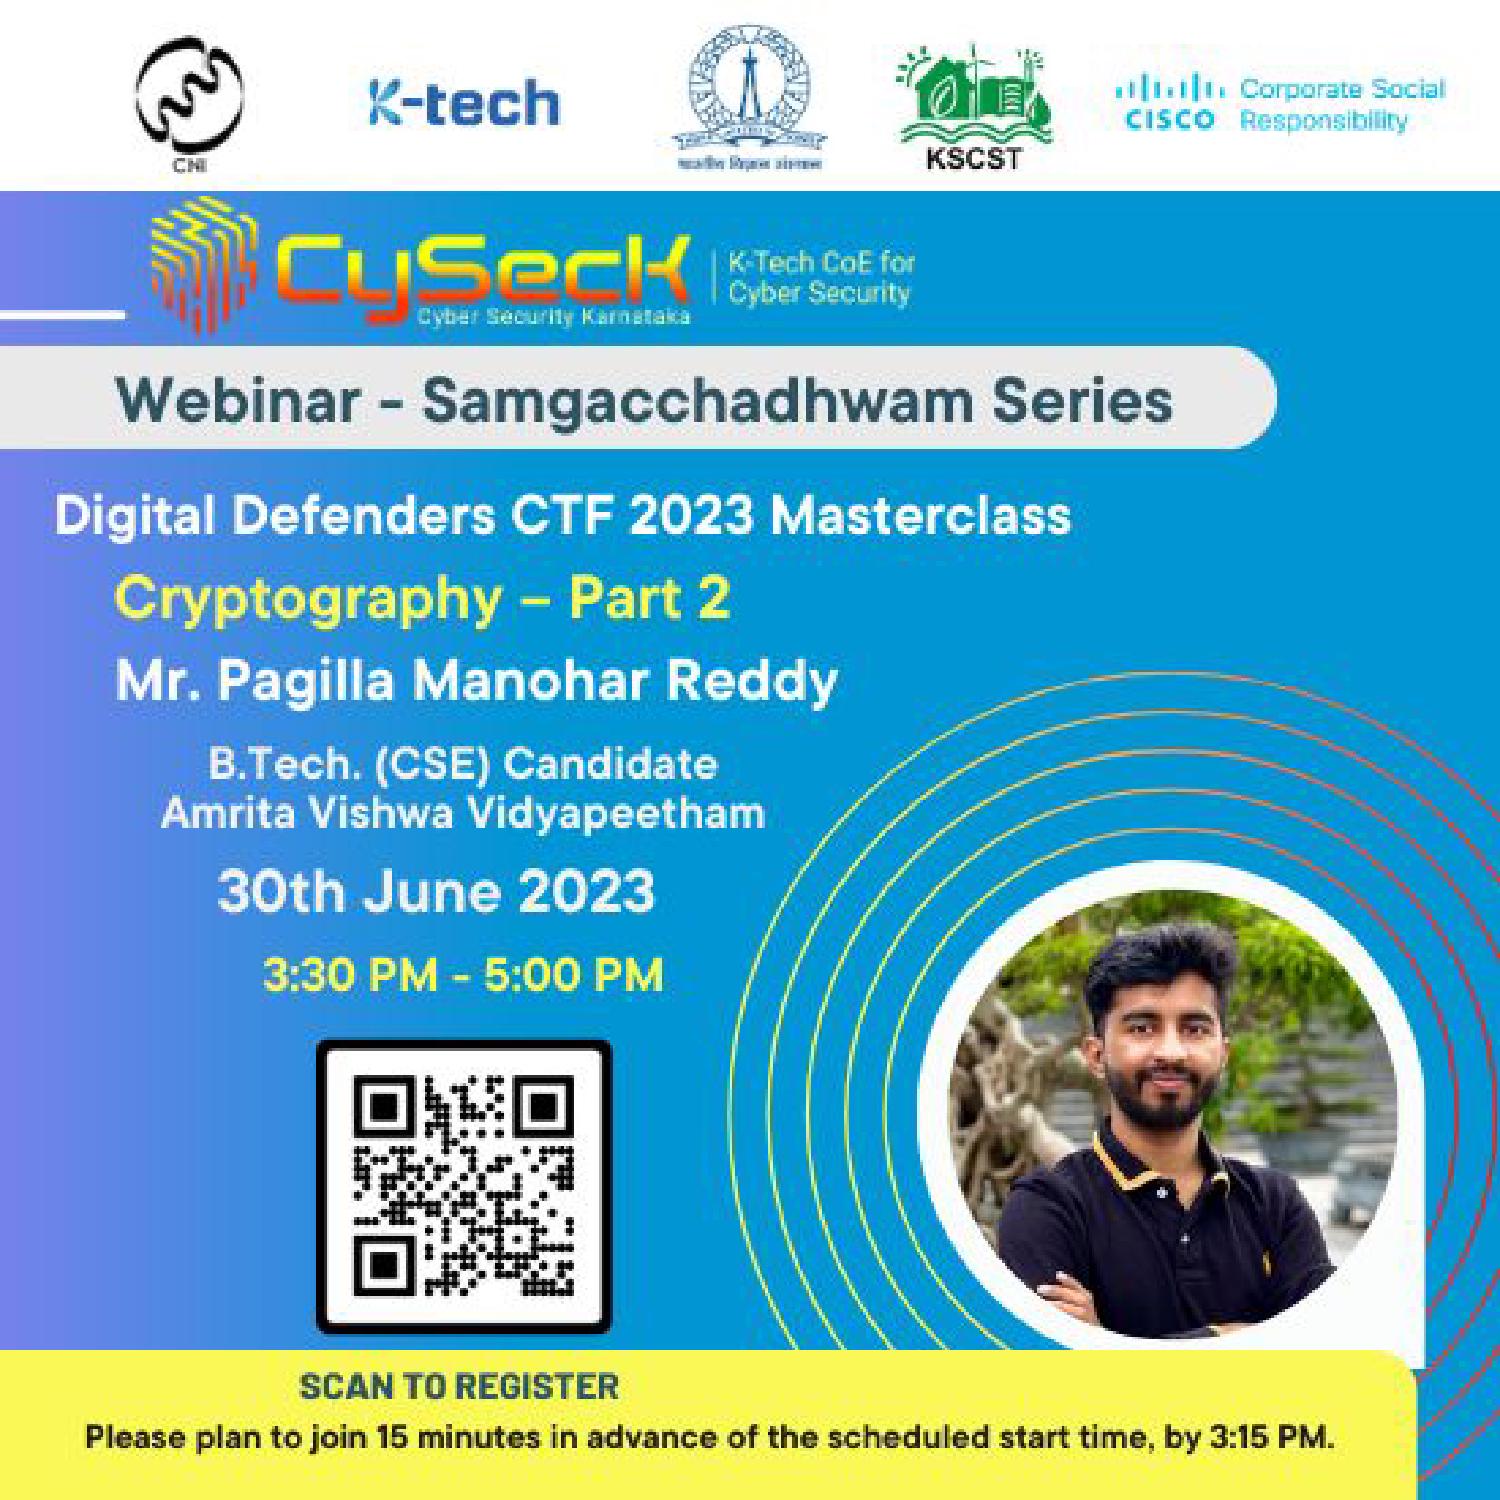 CNI
K-tech
भारतीय विज्ञान संस्थान
KSCST
CISCO
Corporate Social
Responsibility
CySecK
Cyber Security Karnataka
K-Tech CoE for
Cyber Security
Webinar - Samgacchadhwam Series
Digital Defenders CTF 2023 Masterclass
Cryptography – Part 2
Mr. Pagilla Manohar Reddy
B.Tech. (CSE) Candidate
Amrita Vishwa Vidyapeetham
30th June 2023
3:30 PM - 5:00 PM
SCAN TO REGISTER
Please plan to join 15 minutes in advance of the scheduled start time, by 3:15 PM.